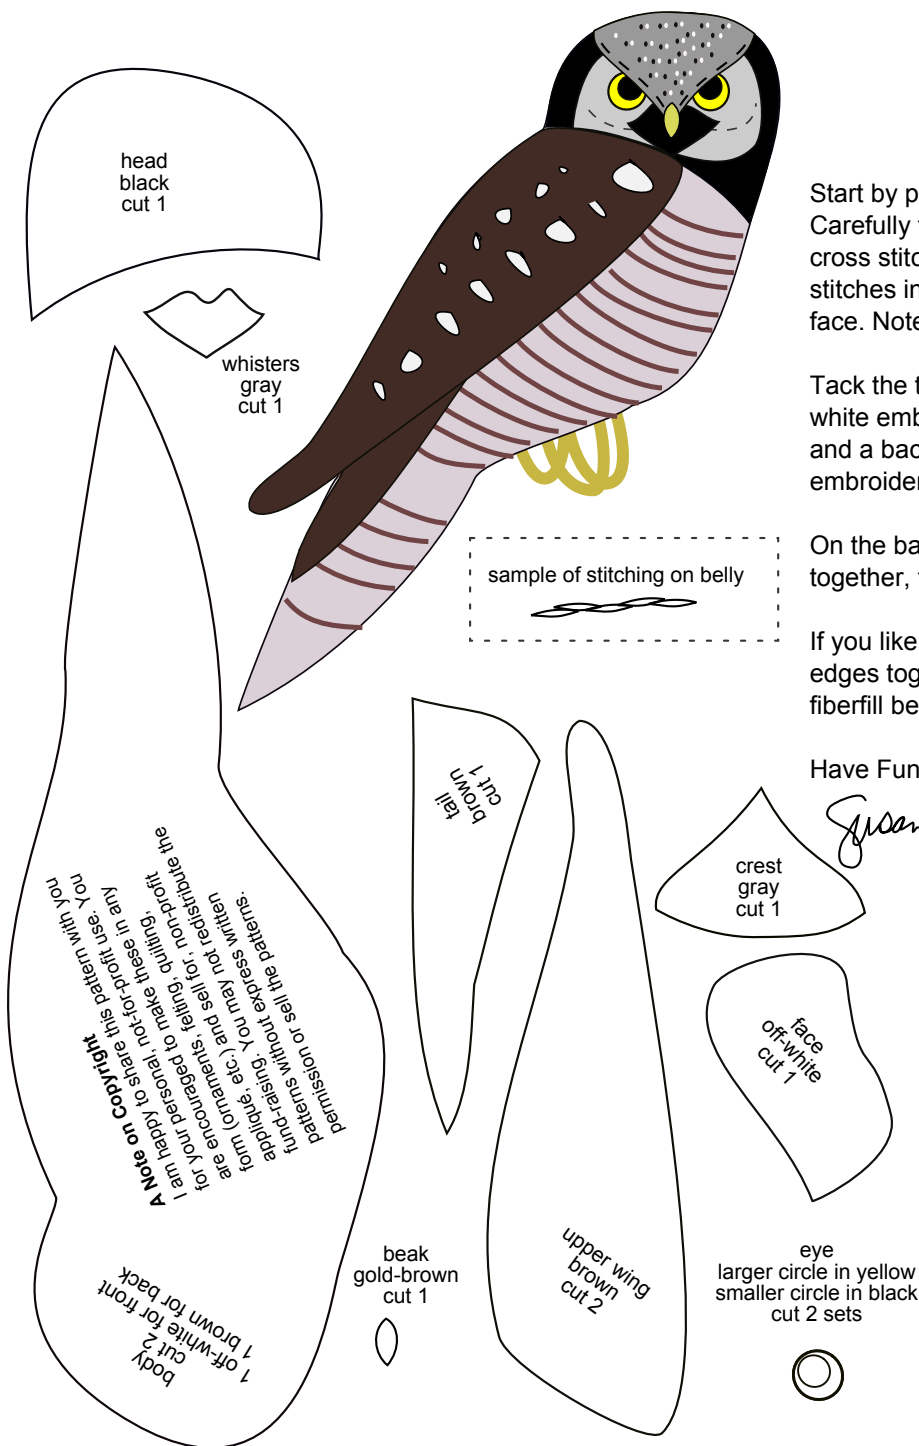 head
black
cut 1
whisters
gray
cut 1
Start by p
Carefully
cross stitc
stitches in
face. Note
Tack the t
white emb
and a bac
embroider
On the ba
together,
If you like
edges tog
fiberfill be
Have Fun
Susan
sample of stitching on belly
tail
brown
cut 1
crest
gray
cut 1
face
off-white
cut 1
A Note on Copyright
I am happy to share this pattern with you
for your personal, not-for-profit use. You
are encouraged to make these in any
form (ornaments, felting, quilting,
appliqué, etc.) and sell for, non-profit
fund-raising. You may not redistribute the
patterns without express written
permission or sell the patterns.
body
cut 2
1 off-white for front
1 brown for back
beak
gold-brown
cut 1
upper wing
brown
cut 2
eye
larger circle in yellow
smaller circle in black
cut 2 sets